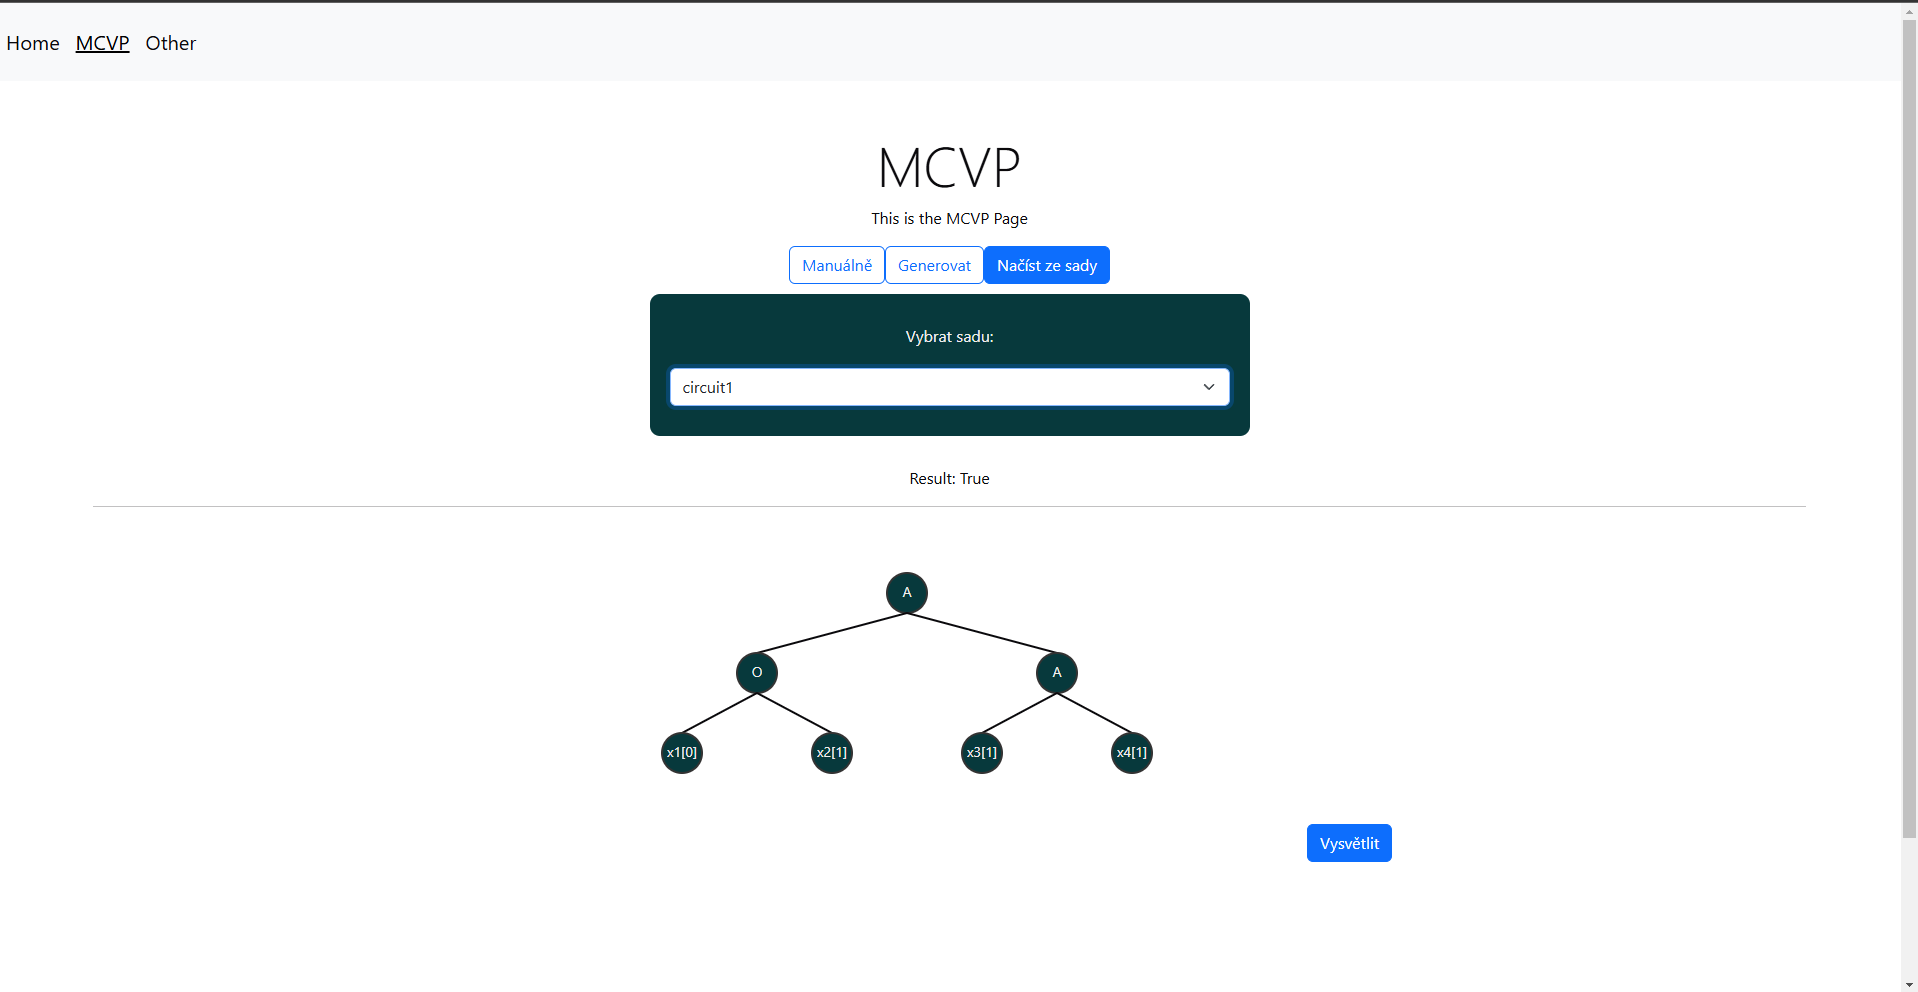 Home MCVP Other
MCVP
This is the MCVP Page
Manuálně Generovat Načíst ze sady
Vybrat sadu:
circuit1
Result: True
A
O A
x1[0] x2[1] x3[1] x4[1]
Vysvětlit